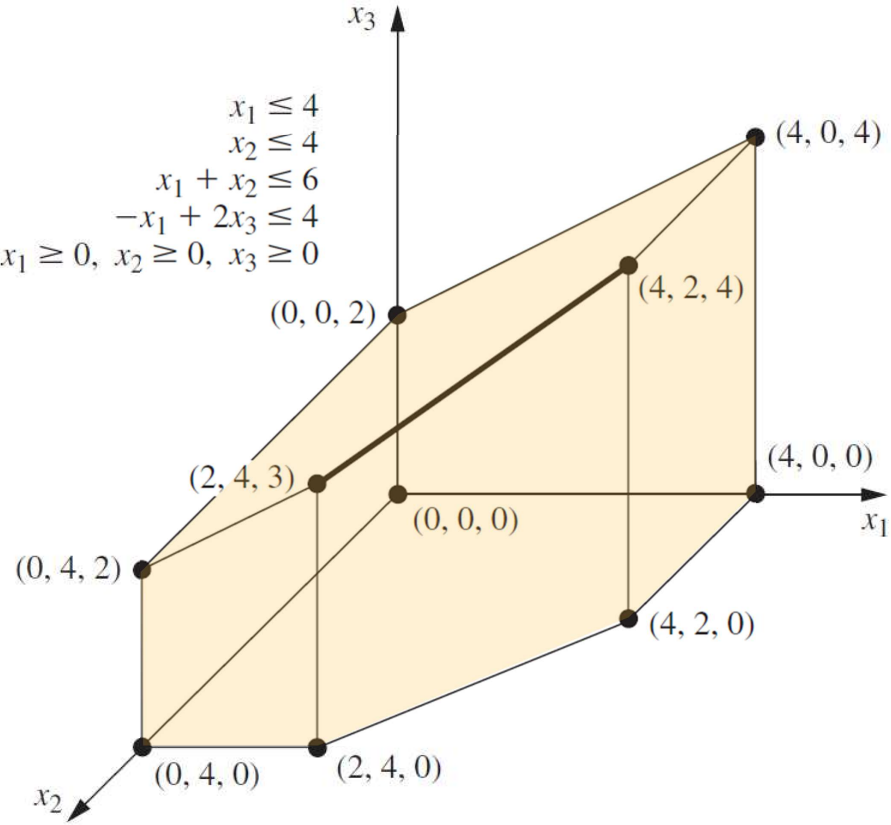 x₃
x₁ ≤ 4
x₂ ≤ 4
x₁ + x₂ ≤ 6
−x₁ + 2x₃ ≤ 4
x₁ ≥ 0, x₂ ≥ 0, x₃ ≥ 0
(4, 0, 4)
(4, 2, 4)
(0, 0, 2)
(2, 4, 3)
(4, 0, 0)
(0, 0, 0)
x₁
(0, 4, 2)
(4, 2, 0)
(0, 4, 0)
(2, 4, 0)
x₂